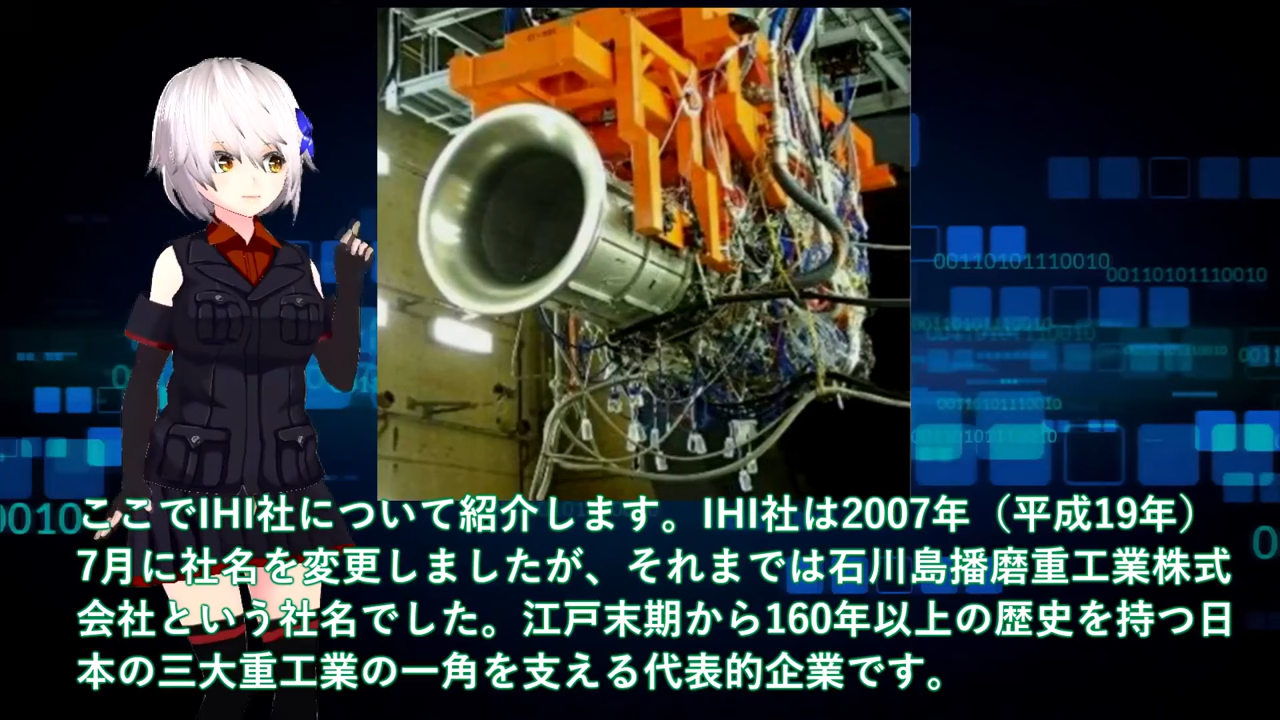 00110101110010
00110101110010
ここでIHI社について紹介します。IHI社は2007年（平成19年）
7月に社名を変更しましたが、それまでは石川島播磨重工業株式
会社という社名でした。江戸末期から160年以上の歴史を持つ日
本の三大重工業の一角を支える代表的企業です。